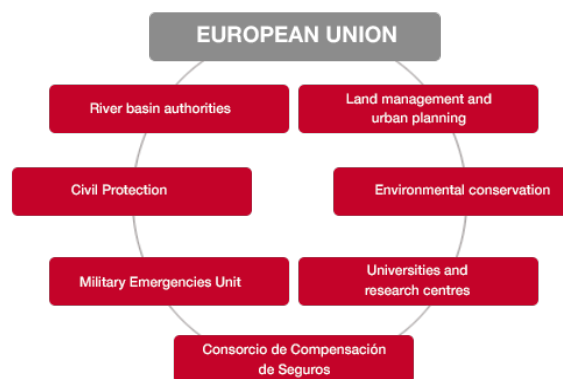 EUROPEAN UNION
River basin authorities
Land management and
urban planning
Civil Protection
Environmental conservation
Military Emergencies Unit
Universities and
research centres
Consorcio de Compensación
de Seguros